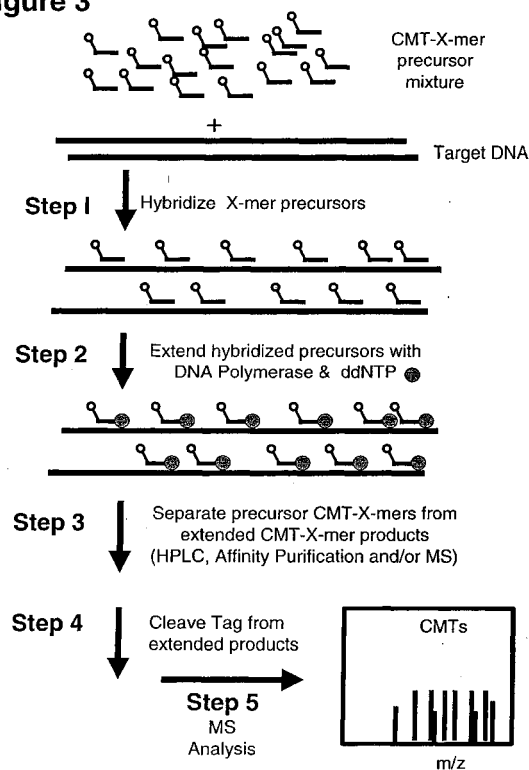 igure 3
CMT-X-mer
precursor
mixture
+
Target DNA
Step I
Hybridize X-mer precursors
Step 2
Extend hybridized precursors with
DNA Polymerase & ddNTP
Step 3
Separate precursor CMT-X-mers from
extended CMT-X-mer products
(HPLC, Affinity Purification and/or MS)
Step 4
Cleave Tag from
extended products
Step 5
MS
Analysis
CMTs
m/z